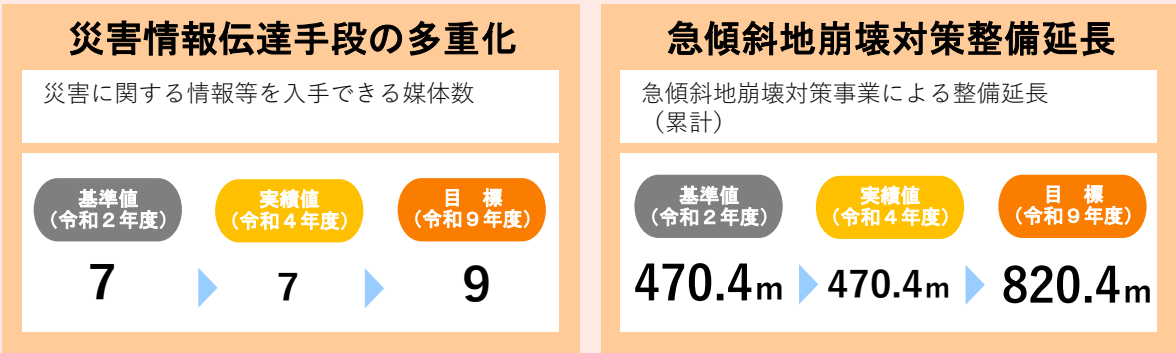 災害情報伝達手段の多重化
災害に関する情報等を入手できる媒体数
基準値
（令和２年度）
実績値
（令和４年度）
目　標
（令和９年度）
7
7
9
急傾斜地崩壊対策整備延長
急傾斜地崩壊対策事業による整備延長
（累計）
基準値
（令和２年度）
実績値
（令和４年度）
目　標
（令和９年度）
470.4m
470.4m
820.4m